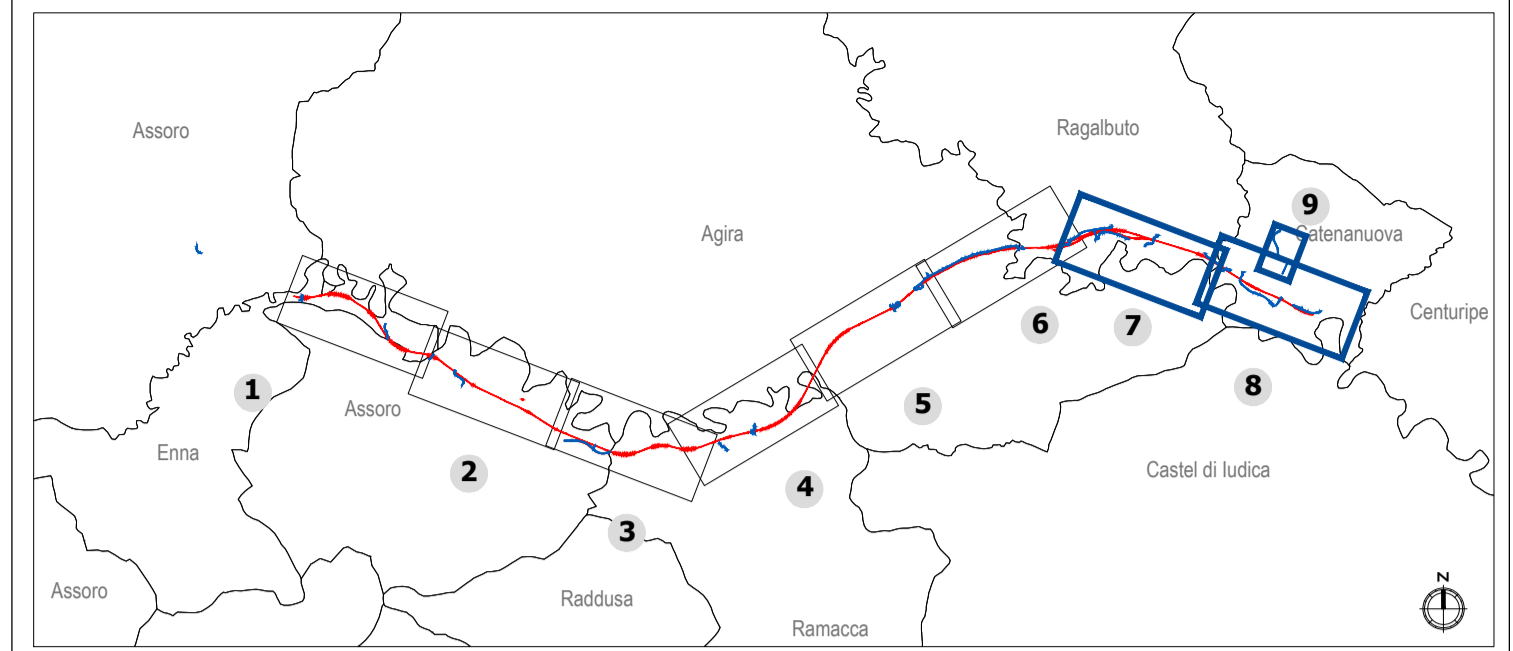 Assoro
Ragalbuto
9
Agira
Catenanuova
Centuripe
6
7
8
1
5
Assoro
Enna
2
4
Castel di Iudica
3
N
Assoro
Raddusa
Ramacca